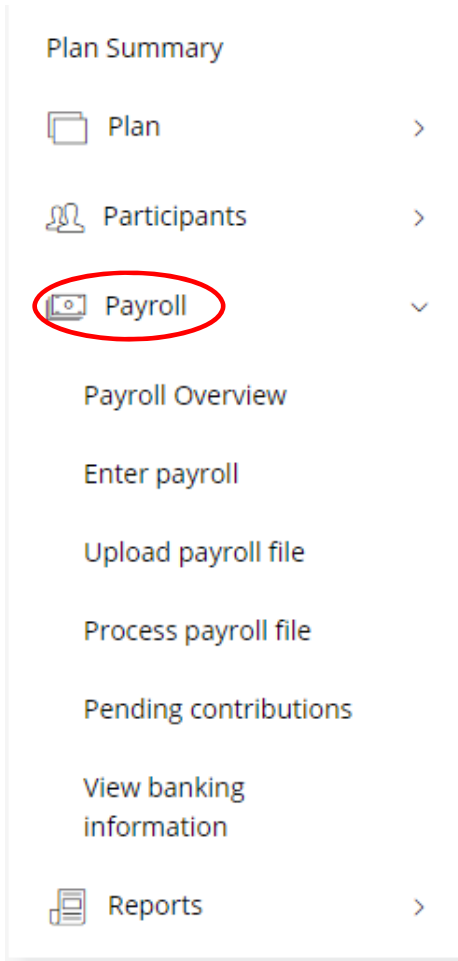 Plan Summary
Plan
Participants
Payroll
Payroll Overview
Enter payroll
Upload payroll file
Process payroll file
Pending contributions
View banking
information
Reports